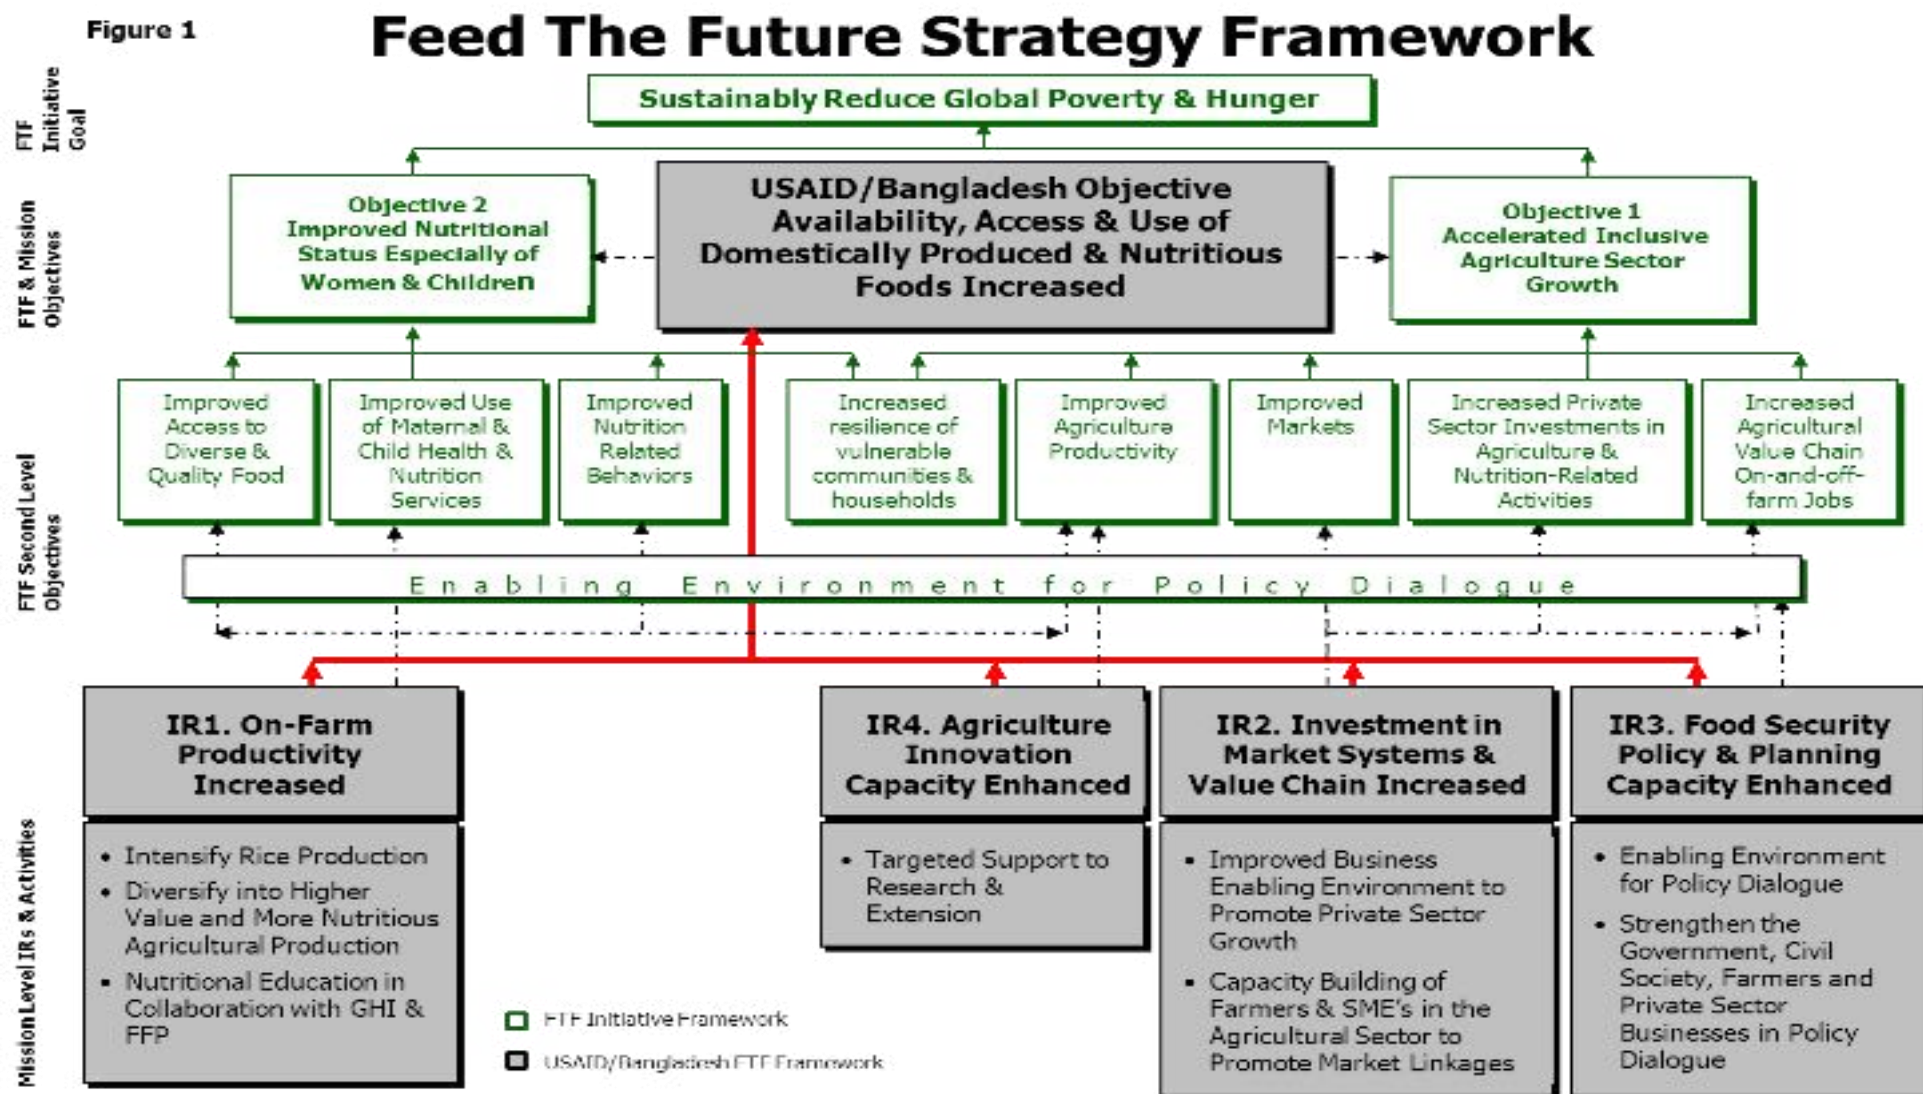 Figure 1
Feed The Future Strategy Framework
FTF
Initiative
Goal
Sustainably Reduce Global Poverty & Hunger
FTF & Mission
Objectives
Objective 2
Improved Nutritional
Status Especially of
Women & Children
USAID/Bangladesh Objective
Availability, Access & Use of
Domestically Produced & Nutritious
Foods Increased
Objective 1
Accelerated Inclusive
Agriculture Sector
Growth
FTF Second Level
Objectives
Improved
Access to
Diverse &
Quality Food
Improved Use
of Maternal &
Child Health &
Nutrition
Services
Improved
Nutrition
Related
Behaviors
Increased
resilience of
vulnerable
communities &
households
Improved
Agriculture
Productivity
Improved
Markets
Increased Private
Sector Investments in
Agriculture &
Nutrition-Related
Activities
Increased
Agricultural
Value Chain
On-and-off-
farm Jobs
Enabling Environment for Policy Dialogue
Mission Level IRs & Activities
IR1. On-Farm
Productivity
Increased
• Intensify Rice Production
• Diversify into Higher
Value and More Nutritious
Agricultural Production
• Nutritional Education in
Collaboration with GHI &
FFP
IR4. Agriculture
Innovation
Capacity Enhanced
• Targeted Support to
Research &
Extension
IR2. Investment in
Market Systems &
Value Chain Increased
• Improved Business
Enabling Environment to
Promote Private Sector
Growth
• Capacity Building of
Farmers & SME's in the
Agricultural Sector to
Promote Market Linkages
IR3. Food Security
Policy & Planning
Capacity Enhanced
• Enabling Environment
for Policy Dialogue
• Strengthen the
Government, Civil
Society, Farmers and
Private Sector
Businesses in Policy
Dialogue
FTF Initiative Framework
USAID/Bangladesh FTF Framework